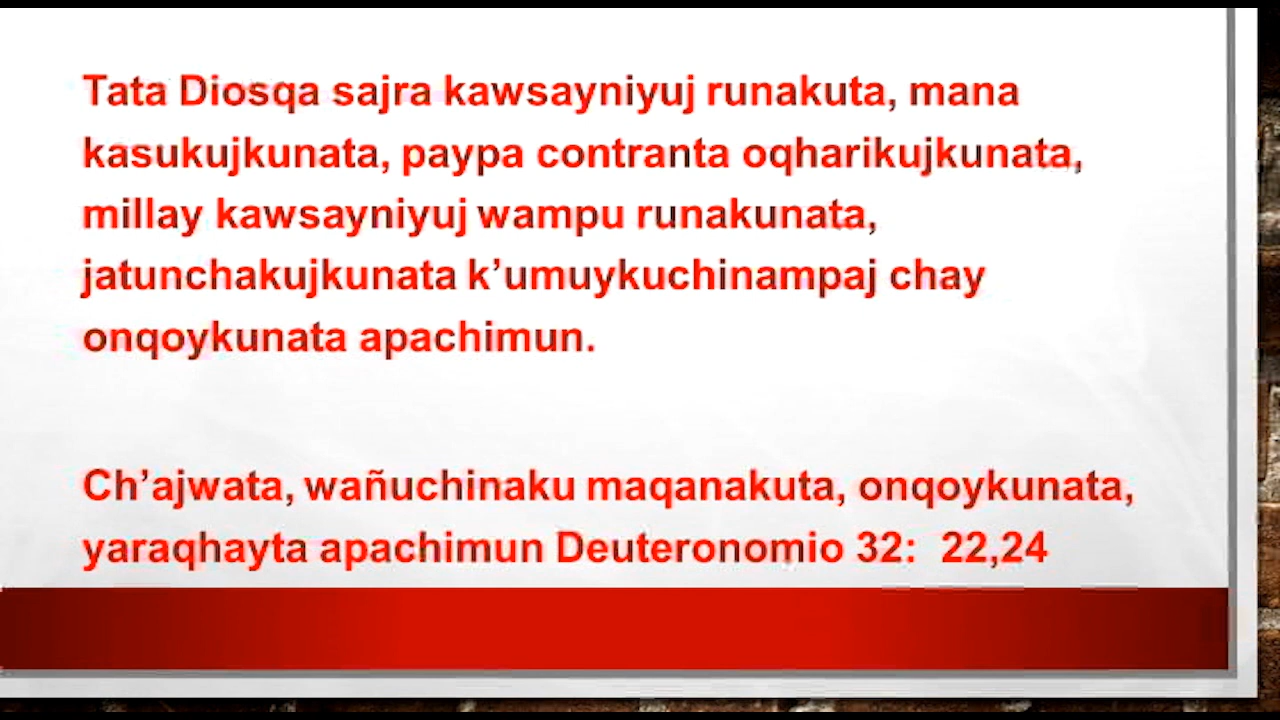 Tata Diosqa sajra kawsayniyuj runakuta, mana
kasukujkunata, paypa contranta oqharikujkunata,
millay kawsayniyuj wampu runakunata,
jatunchakujkunata k’umuykuchinampaj chay
onqoykunata apachimun.
Ch’ajwata, wañuchinaku maqanakuta, onqoykunata,
yaraqhayta apachimun Deuteronomio 32:  22,24